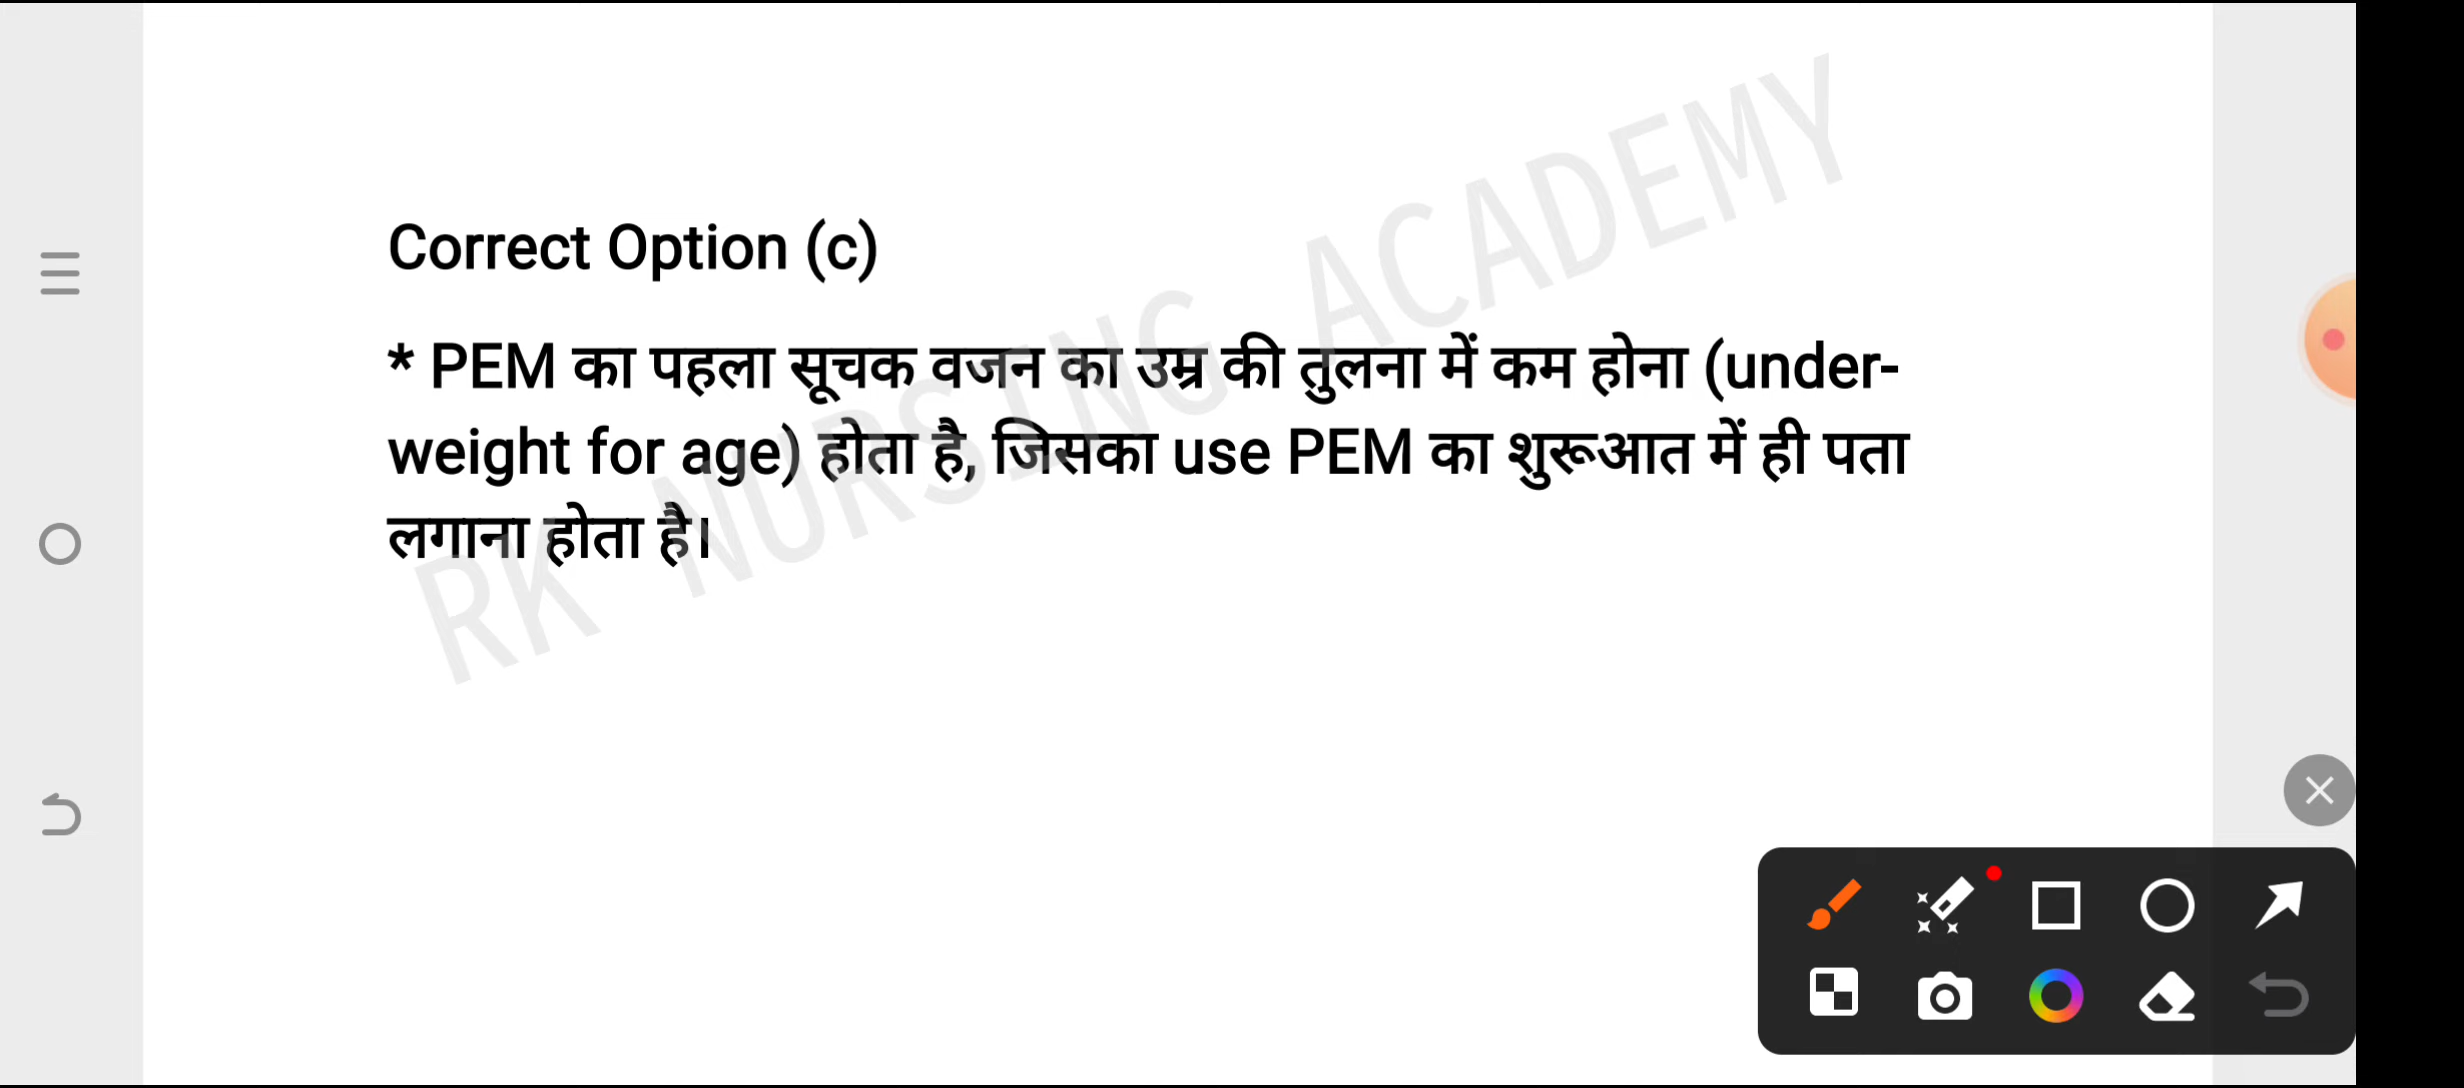 Correct Option (c)
* PEM का पहला सूचक वजन का उम्र की तुलना में कम होना (under-
weight for age) होता है, जिसका use PEM का शुरूआत में ही पता
लगाना होता है।
RK NURSING ACADEMY